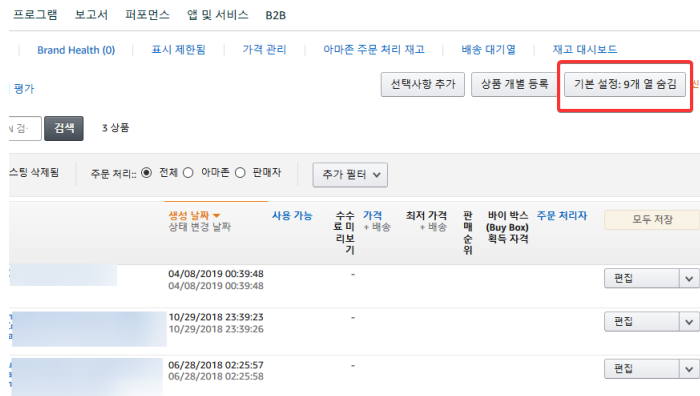 프로그램 보고서 퍼포먼스 앱 및 서비스 B2B
Brand Health (0) 표시 제한됨 가격 관리 아마존 주문 처리 재고 배송 대기열 재고 대시보드
평가 선택사항 추가 상품 개별 등록 기본 설정: 9개 열 숨김
검색 3 상품
스팅 삭제됨 주문 처리:: 전체 아마존 판매자 추가 필터
생성 날짜 사용 가능 수수 가격 최저 가격 판 바이 박스 주문 처리자 모두 저장
상태 변경 날짜 료 미 + 배송 + 배송 매 (Buy Box)
리보 순 획득 자격
기 위
04/08/2019 00:39:48 - 편집
04/08/2019 00:39:48
10/29/2018 23:39:23 - 편집
10/29/2018 23:39:26
06/28/2018 02:25:57 - 편집
06/28/2018 02:25:58